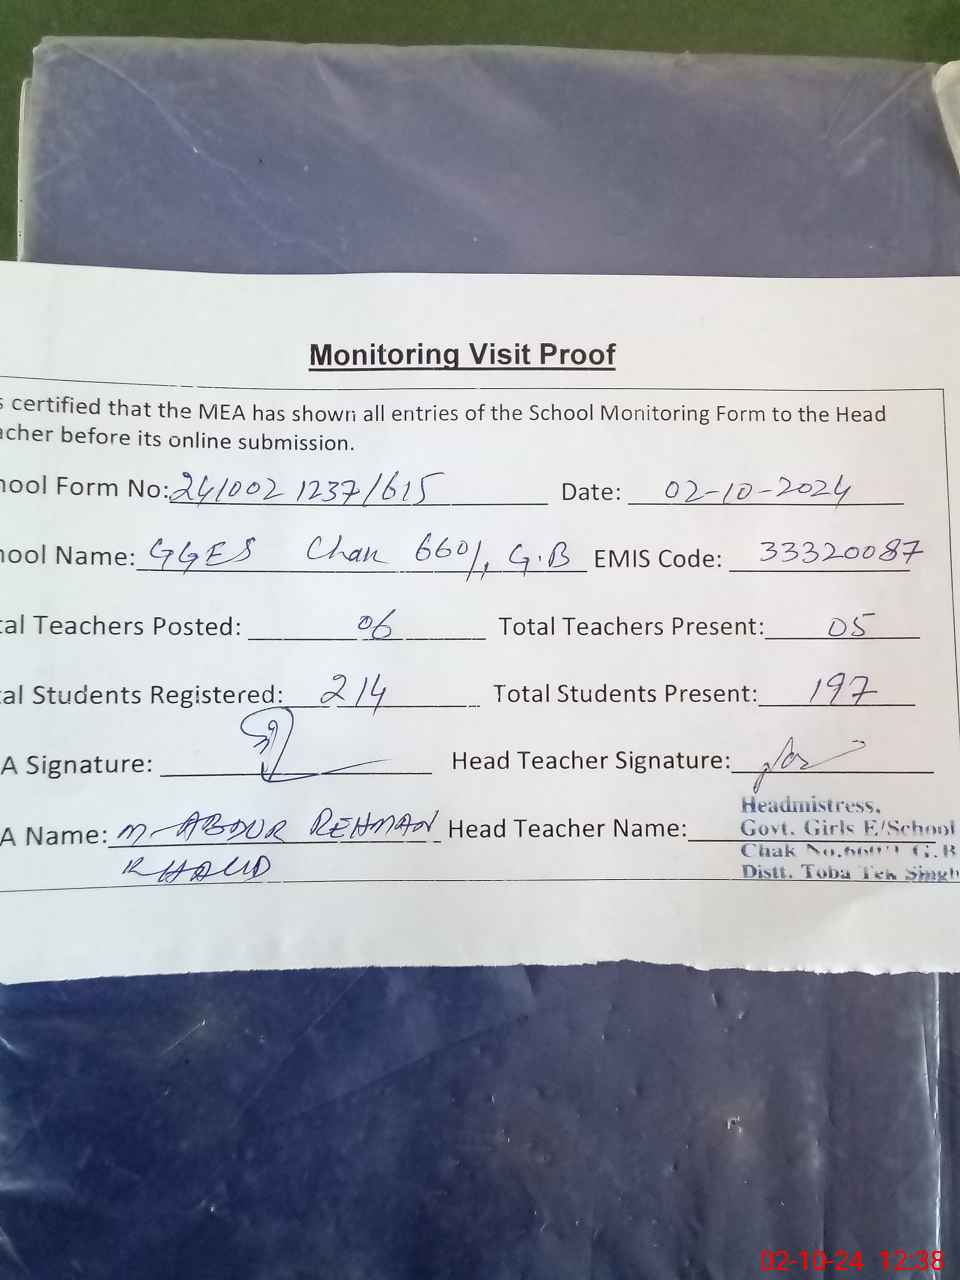 Monitoring Visit Proof
s certified that the MEA has shown all entries of the School Monitoring Form to the Head
acher before its online submission.
hool Form No: 241002 1237/615 Date: 02-10-2024
hool Name: GGES Chak 660/, G.B EMIS Code: 33320087
tal Teachers Posted: 06 Total Teachers Present: 05
tal Students Registered: 214 Total Students Present: 197
A Signature: Head Teacher Signature:
A Name: M-ABDUR REHMAN Head Teacher Name:
KHALID
Headmistress,
Govt. Girls E/School
Chak No. G.B
Distt. Toba Tek Singh
02-10-24 12:38